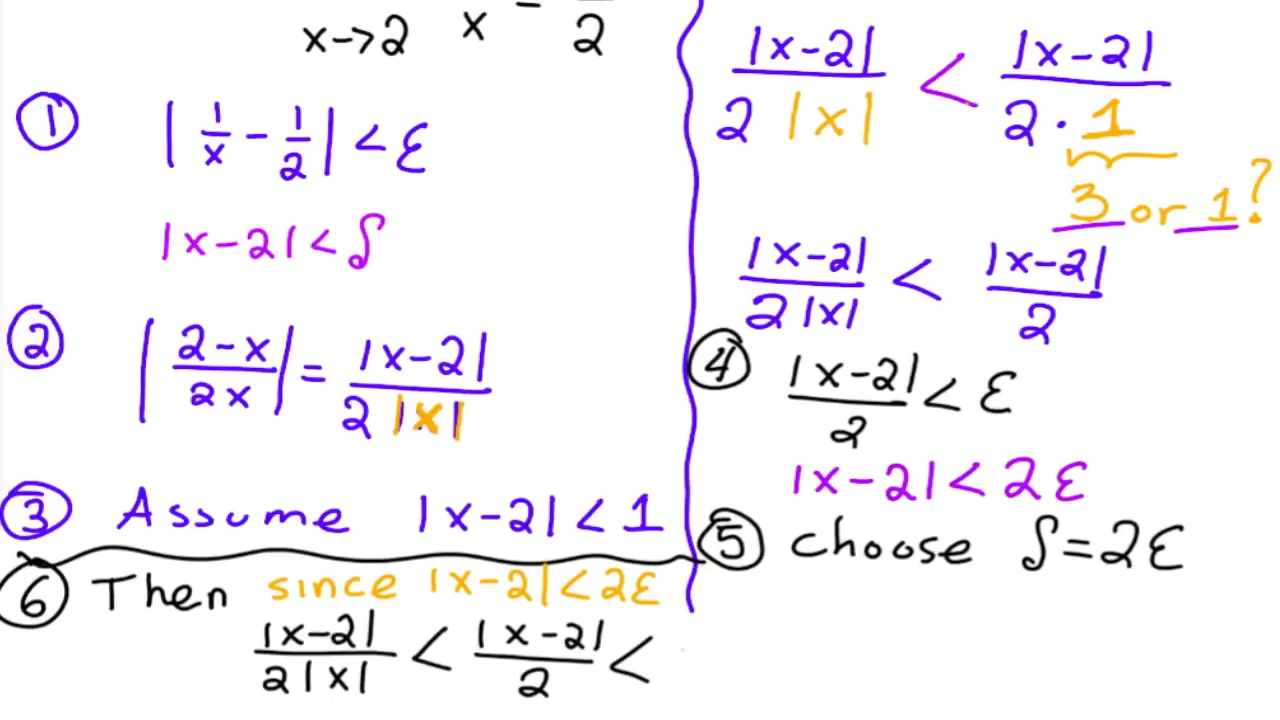 x→2 x − 2
① |1/x − 1/2| < ε
|x−2| < δ
② |(2−x)/(2x)| = |x−2|/(2|x|)
③ Assume |x−2| < 1
|x−2|/(2|x|) < |x−2|/(2·1)
3 or 1?
|x−2|/(2|x|) < |x−2|/2
④ |x−2|/2 < ε
|x−2| < 2ε
⑤ choose δ = 2ε
⑥ Then since |x−2| < 2ε
|x−2|/(2|x|) < |x−2|/2 <